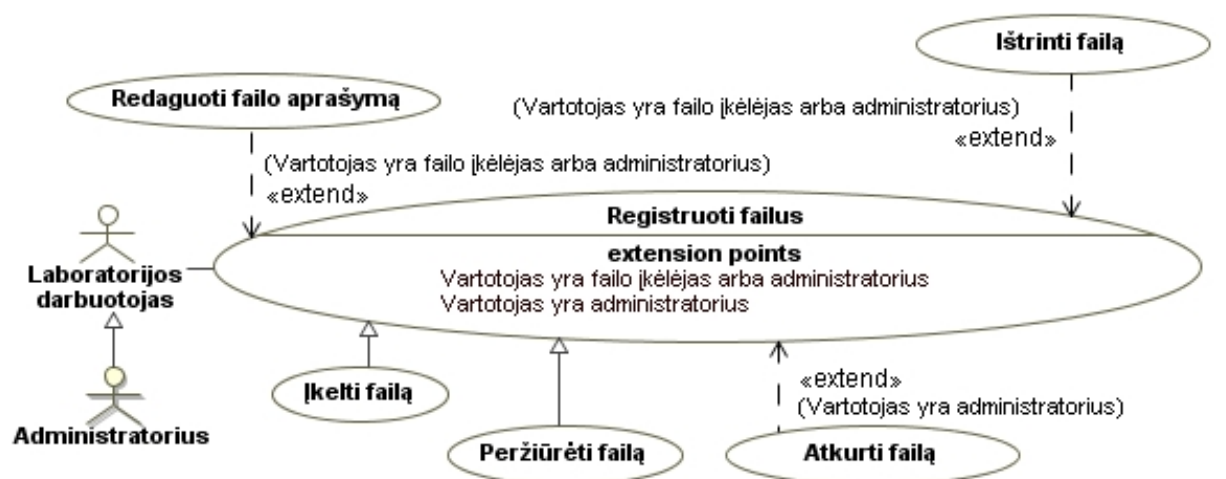 Ištrinti failą
Redaguoti failo aprašymą
(Vartotojas yra failo įkėlėjas arba administratorius)
«extend»
(Vartotojas yra failo įkėlėjas arba administratorius)
«extend»
Registruoti failus
extension points
Vartotojas yra failo įkėlėjas arba administratorius
Vartotojas yra administratorius
Laboratorijos
darbuotojas
Įkelti failą
«extend»
(Vartotojas yra administratorius)
Administratorius
Peržiūrėti failą
Atkurti failą